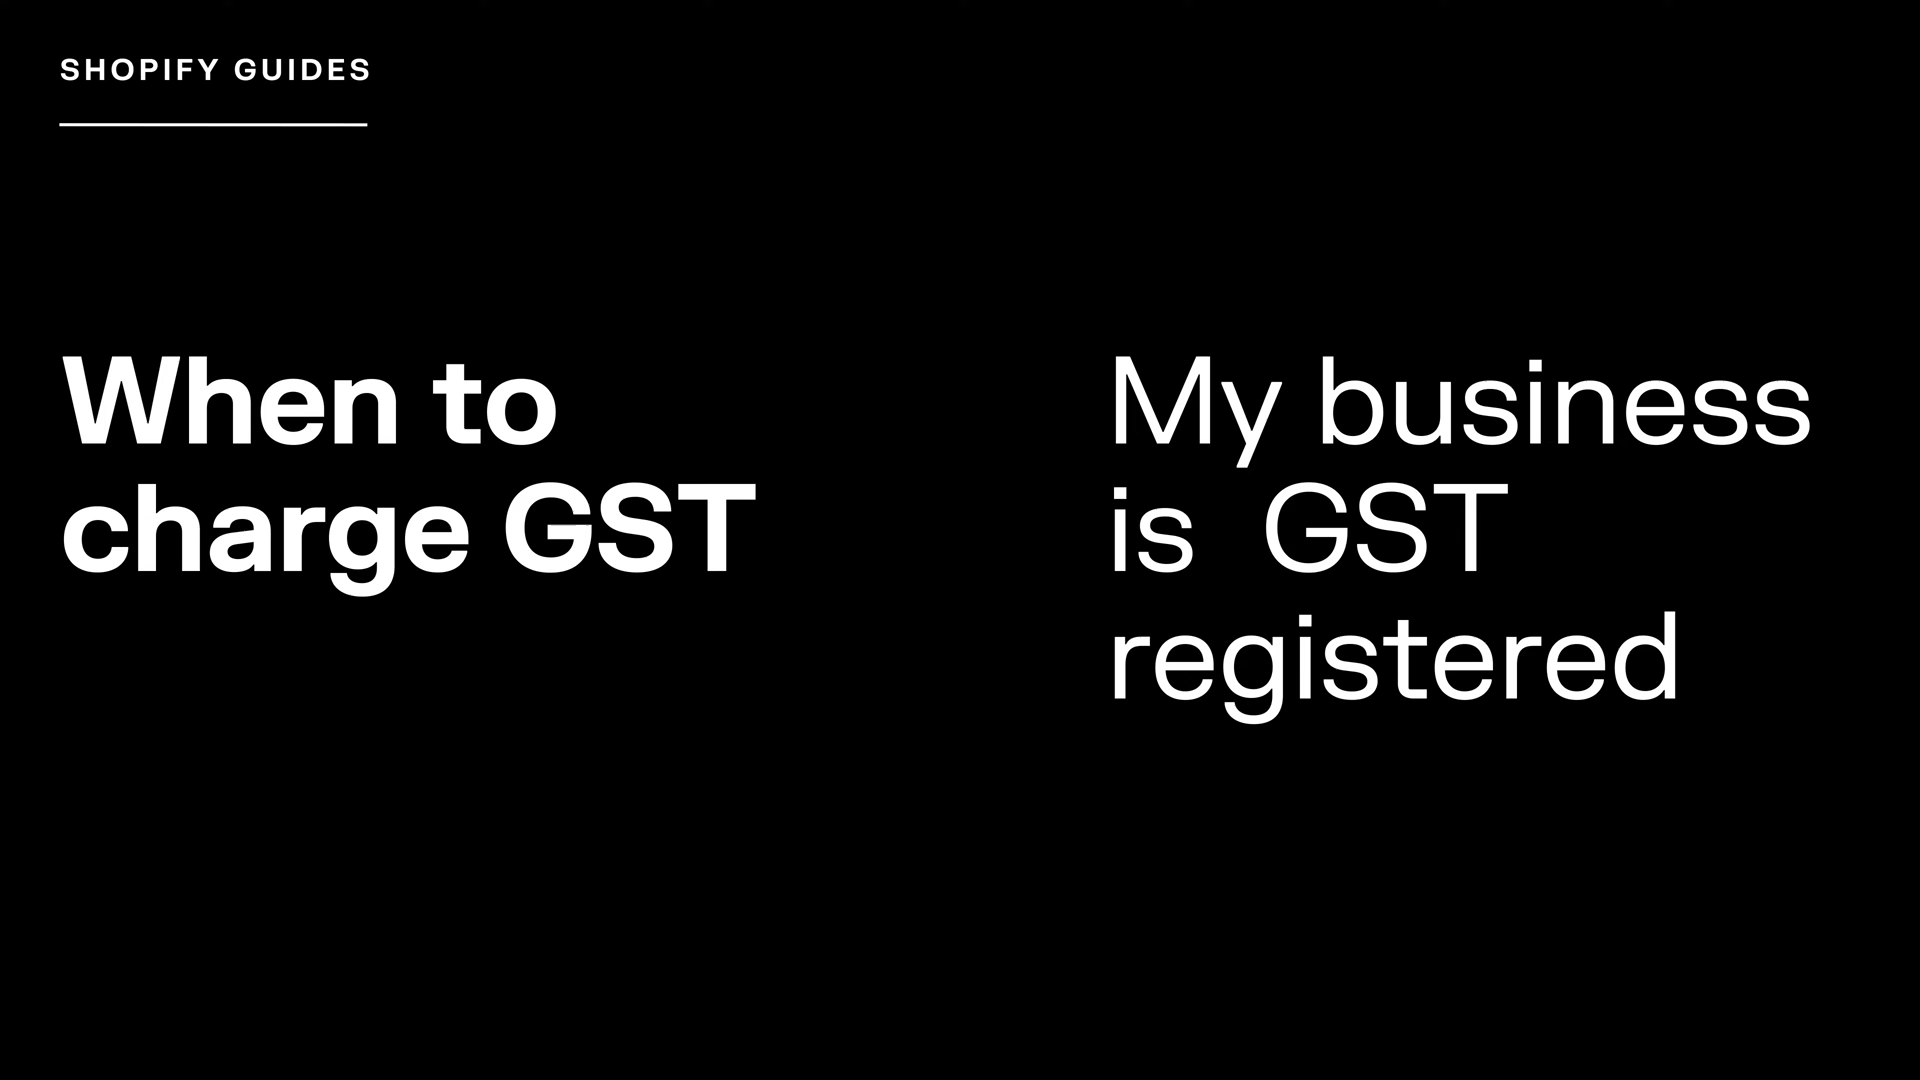 SHOPIFY GUIDES
When to
charge GST
My business
is  GST
registered